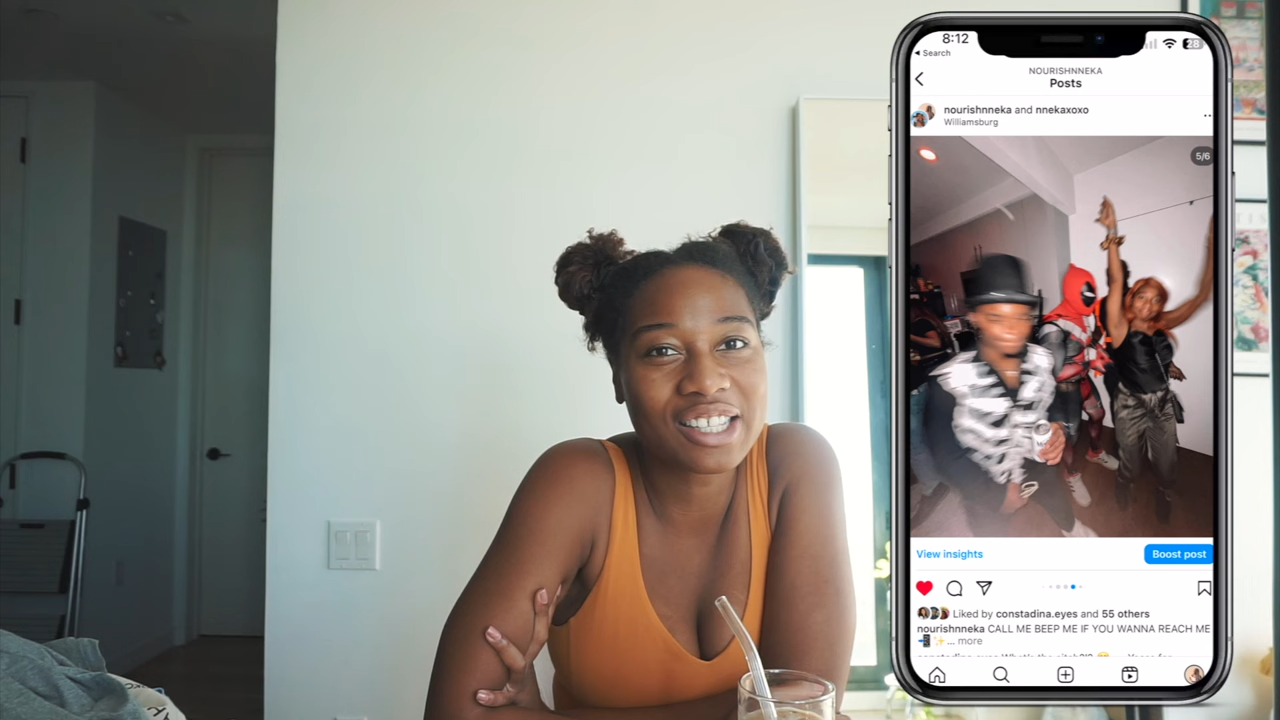 8:12
28
Search
NOURISHNNEKA
Posts
nourishnneka and nnekaxoxo
Williamsburg
5/6
View insights
Boost post
Liked by constadina.eyes and 55 others
nourishnneka CALL ME BEEP ME IF YOU WANNA REACH ME
... more